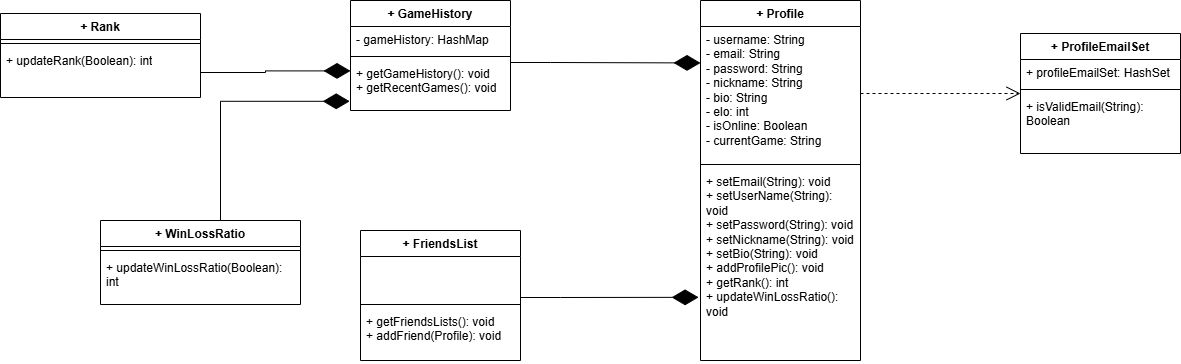 + Rank
+ updateRank(Boolean): int
+ GameHistory
- gameHistory: HashMap
+ getGameHistory(): void
+ getRecentGames(): void
+ Profile
- username: String
- email: String
- password: String
- nickname: String
- bio: String
- elo: int
- isOnline: Boolean
- currentGame: String
+ setEmail(String): void
+ setUserName(String):
void
+ setPassword(String): void
+ setNickname(String): void
+ setBio(String): void
+ addProfilePic(): void
+ getRank(): int
+ updateWinLossRatio():
void
+ ProfileEmailSet
+ profileEmailSet: HashSet
+ isValidEmail(String):
Boolean
+ WinLossRatio
+ updateWinLossRatio(Boolean):
int
+ FriendsList
+ getFriendsLists(): void
+ addFriend(Profile): void